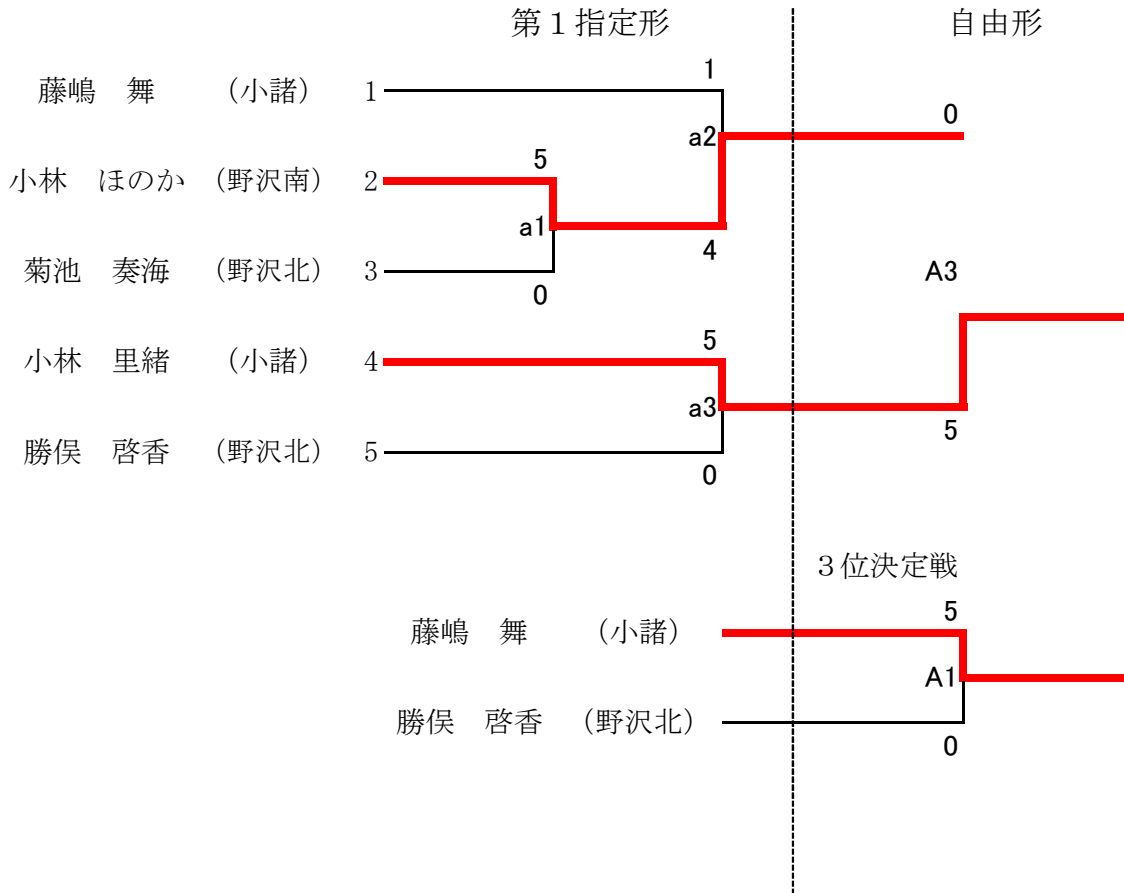 第１指定形 自由形
1
藤嶋　舞　（小諸） 1
0
a2
5
小林　ほのか （野沢南） 2
a1
4
菊池　奏海 （野沢北） 3
A3
0
5
小林　里緒 （小諸） 4
a3
5
勝俣　啓香 （野沢北） 5
0
３位決定戦
5
藤嶋　舞　（小諸）
A1
勝俣　啓香 （野沢北）
0